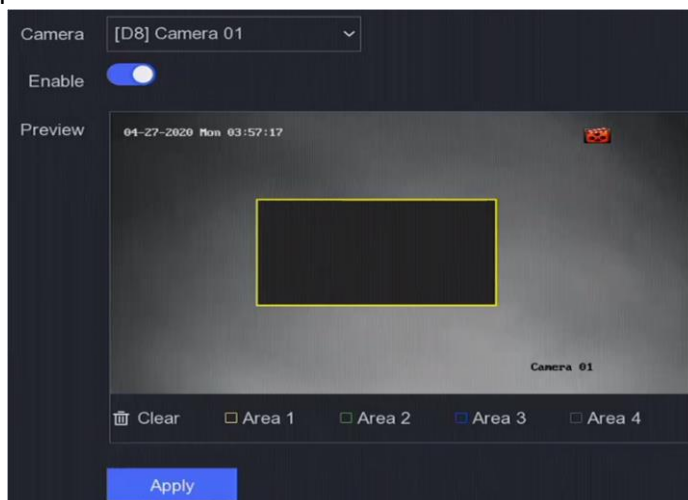 Camera [D8] Camera 01
Enable
Preview
04-27-2020 Mon 03:57:17
Camera 01
Clear Area 1 Area 2 Area 3 Area 4
Apply